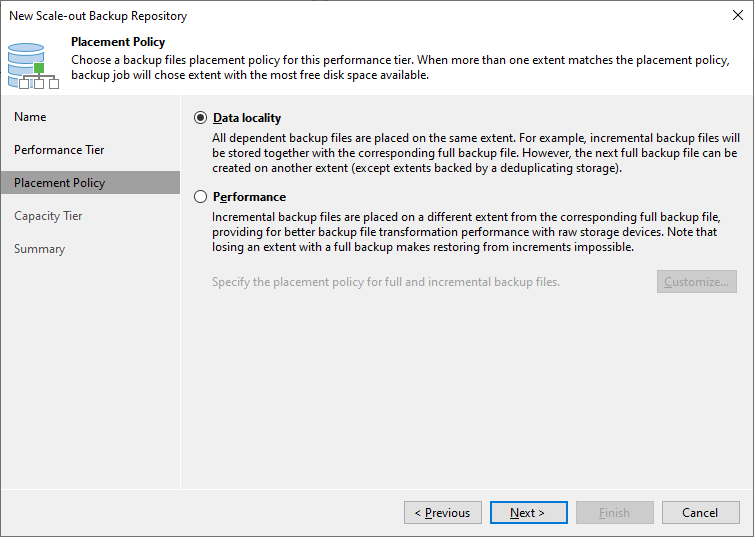 New Scale-out Backup Repository
Placement Policy
Choose a backup files placement policy for this performance tier. When more than one extent matches the placement policy,
backup job will chose extent with the most free disk space available.
Name
Performance Tier
Placement Policy
Capacity Tier
Summary
Data locality
All dependent backup files are placed on the same extent. For example, incremental backup files will
be stored together with the corresponding full backup file. However, the next full backup file can be
created on another extent (except extents backed by a deduplicating storage).
Performance
Incremental backup files are placed on a different extent from the corresponding full backup file,
providing for better backup file transformation performance with raw storage devices. Note that
losing an extent with a full backup makes restoring from increments impossible.
Specify the placement policy for full and incremental backup files.
Customize...
< Previous
Next >
Finish
Cancel